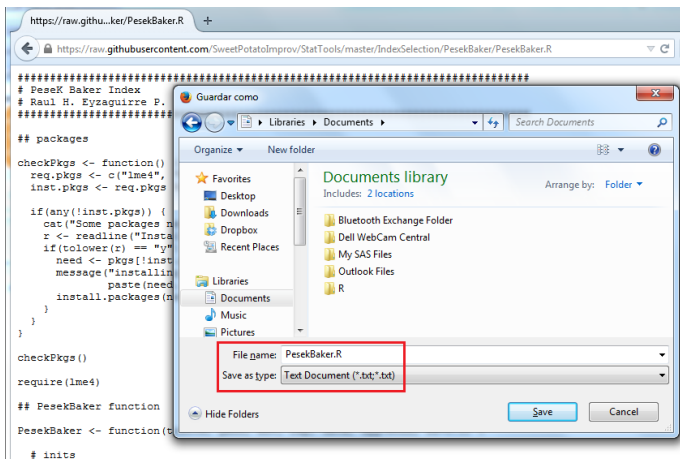 https://raw.githu...ker/PesekBaker.R
https://raw.githubusercontent.com/SweetPotatoImprov/StatTools/master/IndexSelection/PesekBaker/PesekBaker.R
###############################################################################
# PeseK Baker Index
# Raul H. Eyzaguirre P.
########################
## packages
checkPkgs <- function()
req.pkgs <- c("lme4",
inst.pkgs <- req.pkgs
if(any(!inst.pkgs)) {
cat("Some packages n
r <- readline("Insta
if(tolower(r) == "y"
need <- pkgs[!inst
message("installin
paste(need
install.packages(n
}
}
}
checkPkgs()
require(lme4)
## PesekBaker function
PesekBaker <- function(t
# inits
Guardar como
Libraries
Documents
Search Documents
Organize
New folder
Favorites
Desktop
Downloads
Dropbox
Recent Places
Libraries
Documents
Music
Pictures
Documents library
Includes: 2 locations
Arrange by: Folder
Bluetooth Exchange Folder
Dell WebCam Central
My SAS Files
Outlook Files
R
File name: PesekBaker.R
Save as type: Text Document (*.txt;*.txt)
Hide Folders
Save
Cancel